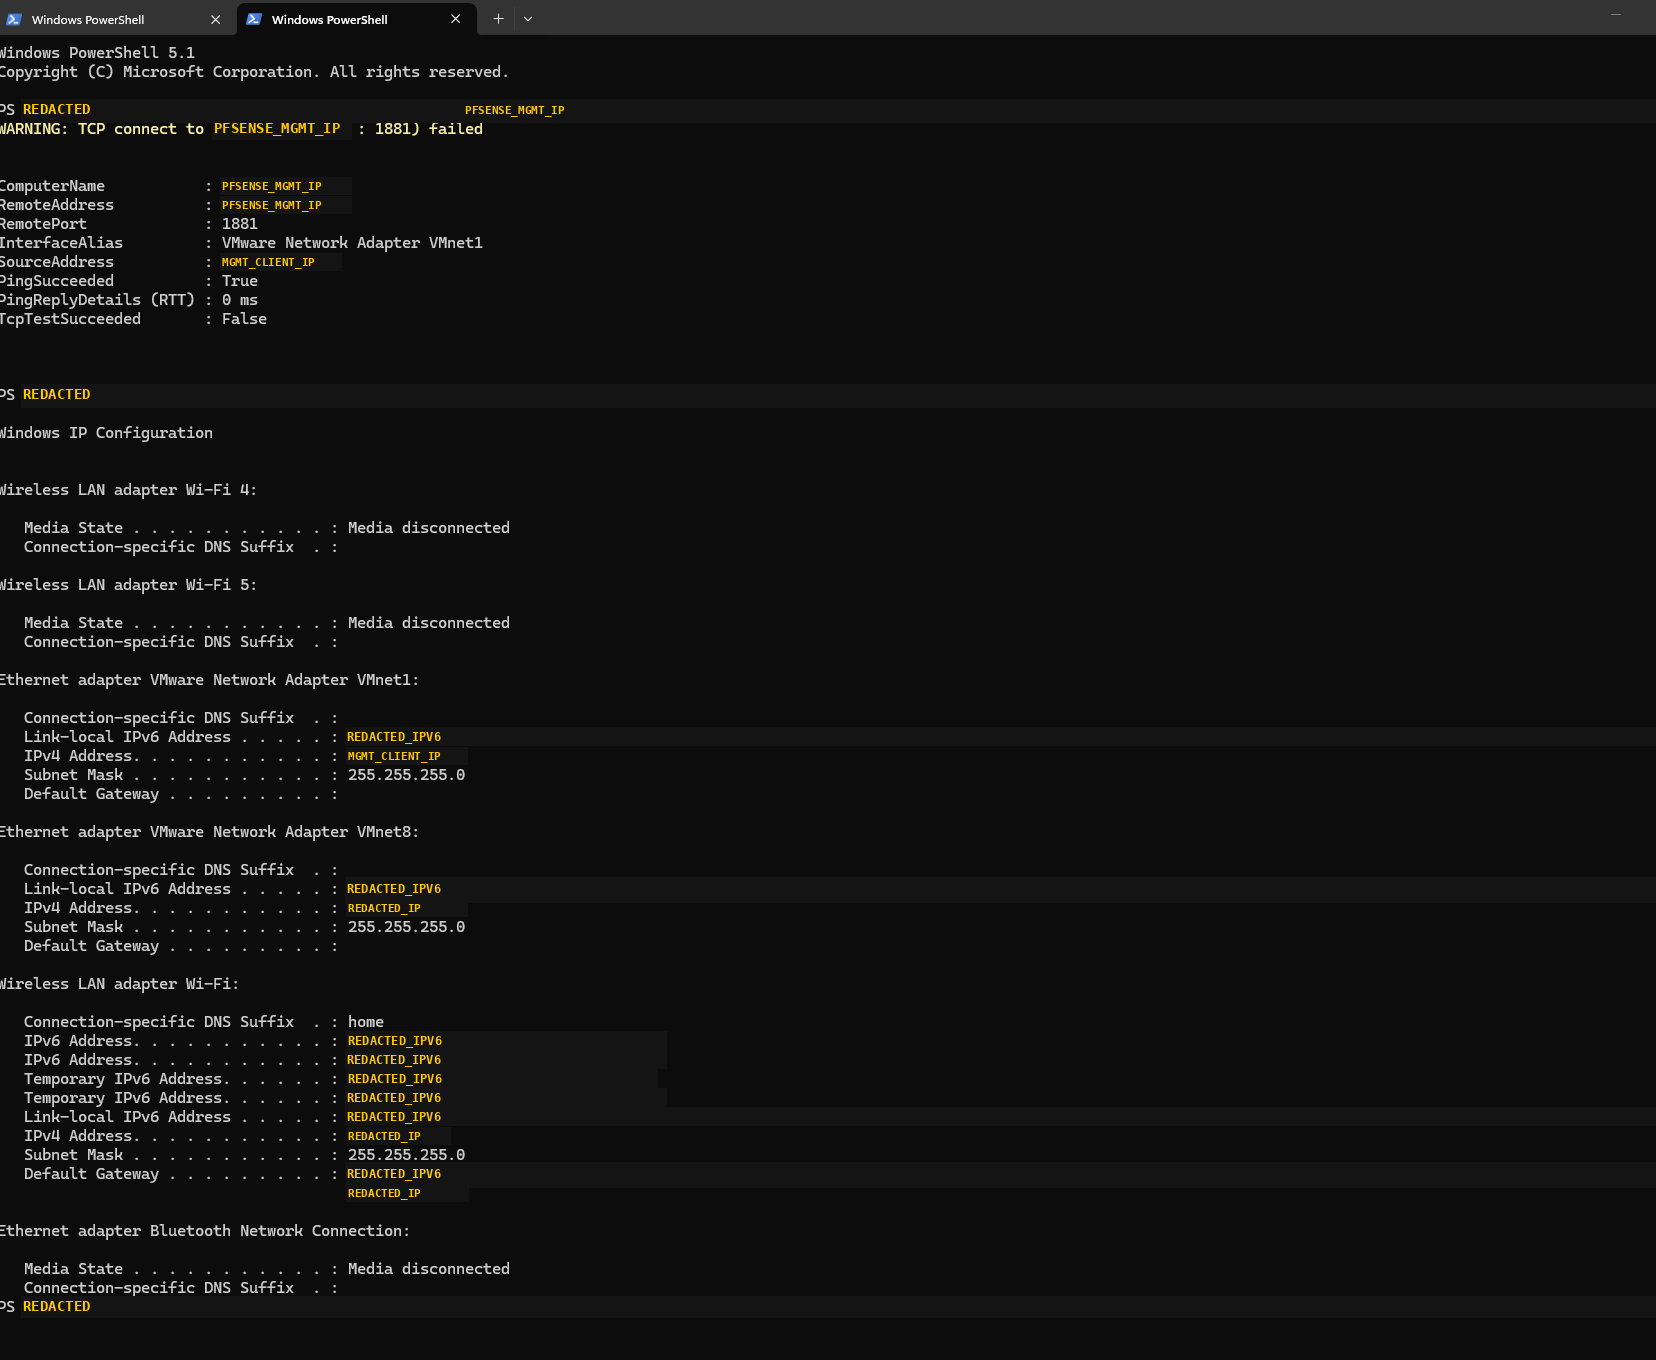 Windows PowerShell
Windows PowerShell
Windows PowerShell 5.1
Copyright (C) Microsoft Corporation. All rights reserved.
PS REDACTED PFSENSE_MGMT_IP
WARNING: TCP connect to PFSENSE_MGMT_IP : 1881) failed
ComputerName : PFSENSE_MGMT_IP
RemoteAddress : PFSENSE_MGMT_IP
RemotePort : 1881
InterfaceAlias : VMware Network Adapter VMnet1
SourceAddress : MGMT_CLIENT_IP
PingSucceeded : True
PingReplyDetails (RTT) : 0 ms
TcpTestSucceeded : False
PS REDACTED
Windows IP Configuration
Wireless LAN adapter Wi-Fi 4:
Media State . . . . . . . . . . . : Media disconnected
Connection-specific DNS Suffix . :
Wireless LAN adapter Wi-Fi 5:
Media State . . . . . . . . . . . : Media disconnected
Connection-specific DNS Suffix . :
Ethernet adapter VMware Network Adapter VMnet1:
Connection-specific DNS Suffix . :
Link-local IPv6 Address . . . . . : REDACTED_IPV6
IPv4 Address. . . . . . . . . . . : MGMT_CLIENT_IP
Subnet Mask . . . . . . . . . . . : 255.255.255.0
Default Gateway . . . . . . . . . :
Ethernet adapter VMware Network Adapter VMnet8:
Connection-specific DNS Suffix . :
Link-local IPv6 Address . . . . . : REDACTED_IPV6
IPv4 Address. . . . . . . . . . . : REDACTED_IP
Subnet Mask . . . . . . . . . . . : 255.255.255.0
Default Gateway . . . . . . . . . :
Wireless LAN adapter Wi-Fi:
Connection-specific DNS Suffix . : home
IPv6 Address. . . . . . . . . . . : REDACTED_IPV6
IPv6 Address. . . . . . . . . . . : REDACTED_IPV6
Temporary IPv6 Address. . . . . . : REDACTED_IPV6
Temporary IPv6 Address. . . . . . : REDACTED_IPV6
Link-local IPv6 Address . . . . . : REDACTED_IPV6
IPv4 Address. . . . . . . . . . . : REDACTED_IP
Subnet Mask . . . . . . . . . . . : 255.255.255.0
Default Gateway . . . . . . . . . : REDACTED_IPV6
REDACTED_IP
Ethernet adapter Bluetooth Network Connection:
Media State . . . . . . . . . . . : Media disconnected
Connection-specific DNS Suffix . :
PS REDACTED